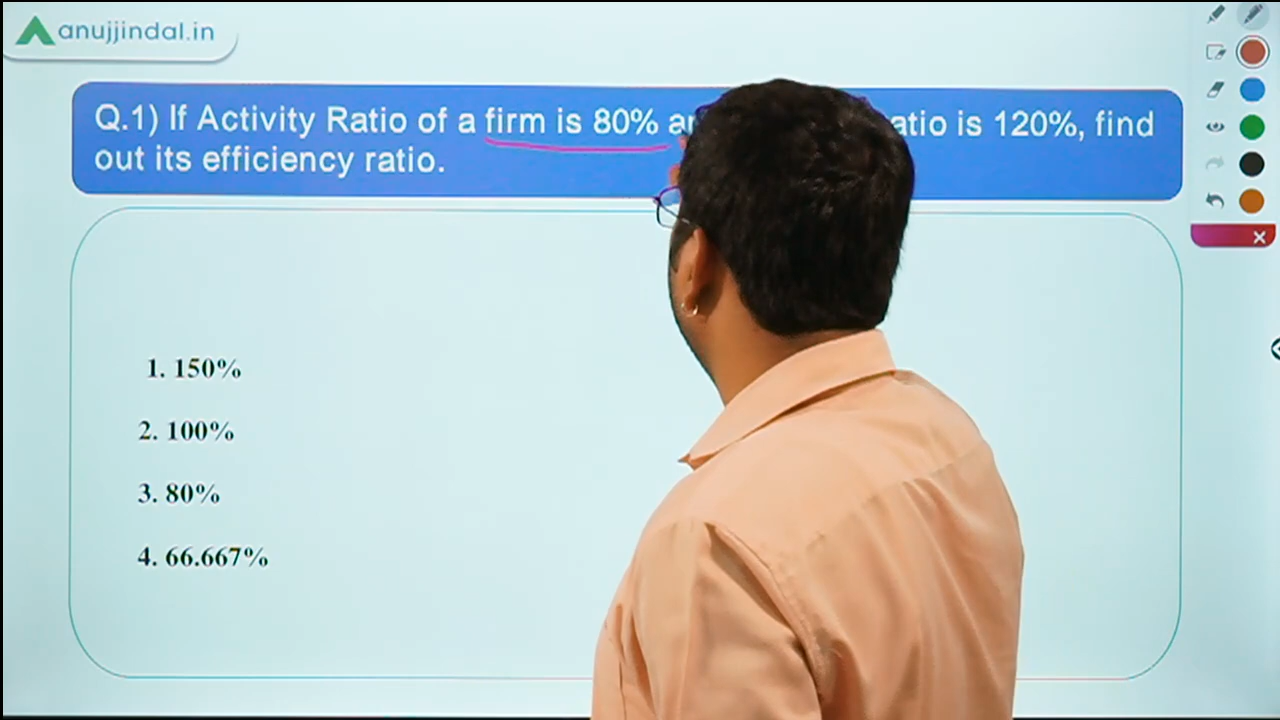 anujjindal.in
Q.1) If Activity Ratio of a firm is 80% atio is 120%, find
out its efficiency ratio.
1. 150%
2. 100%
3. 80%
4. 66.667%